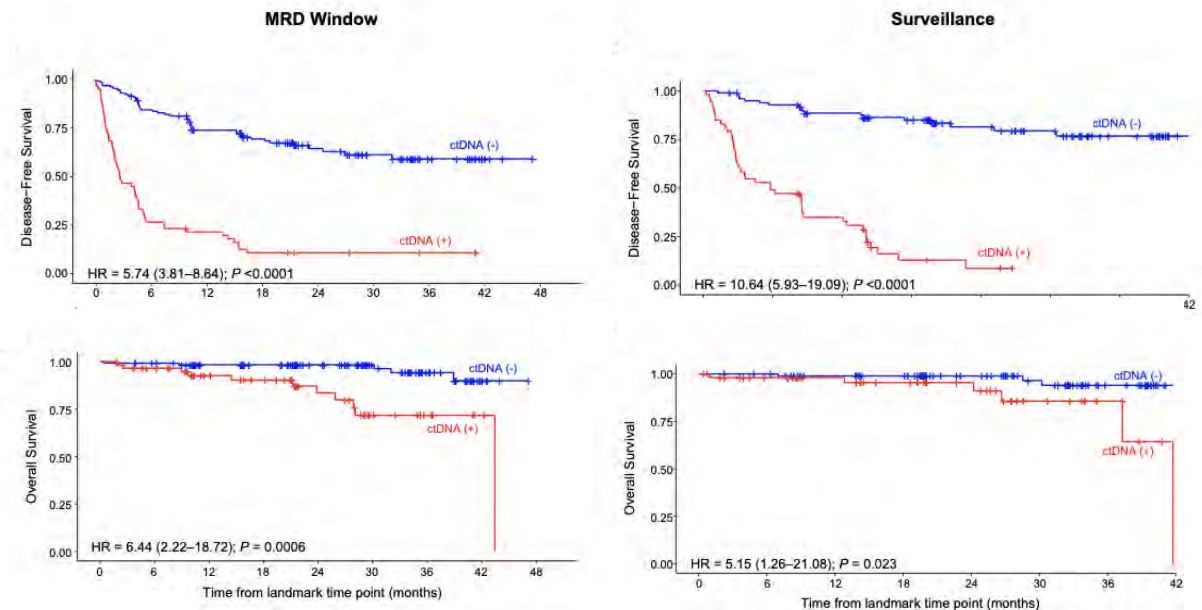 MRD Window
Surveillance
Disease-Free Survival
1.00
0.75
0.50
0.25
0.00
ctDNA (-)
ctDNA (+)
HR = 5.74 (3.81–8.64); P <0.0001
0 6 12 18 24 30 36 42 48
Disease-Free Survival
1.00
0.75
0.50
0.25
0.00
ctDNA (-)
ctDNA (+)
HR = 10.64 (5.93–19.09); P <0.0001
42
Overall Survival
1.00
0.75
0.50
0.25
0.00
ctDNA (-)
ctDNA (+)
HR = 6.44 (2.22–18.72); P = 0.0006
0 6 12 18 24 30 36 42 48
Time from landmark time point (months)
Overall Survival
1.00
0.75
0.50
0.25
0.00
ctDNA (-)
ctDNA (+)
HR = 5.15 (1.26–21.08); P = 0.023
0 6 12 18 24 30 36 42
Time from landmark time point (months)